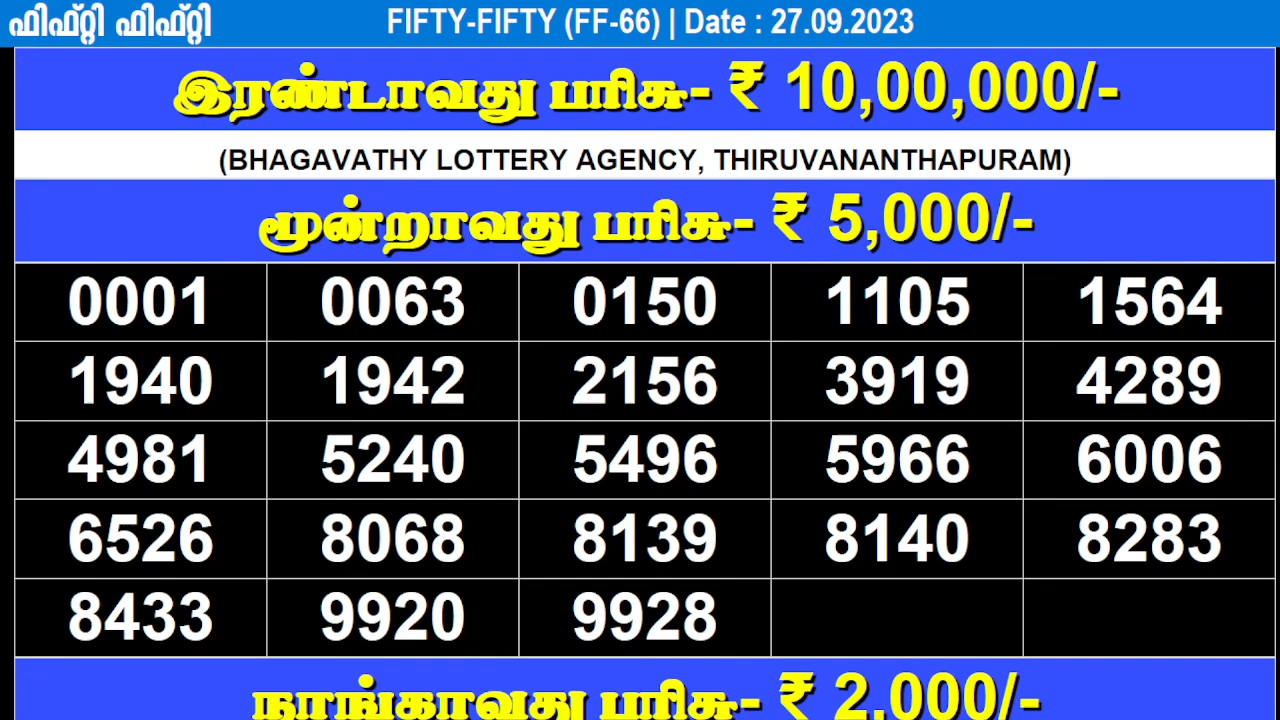 ഫിഫ്റ്റി ഫിഫ്റ്റി FIFTY-FIFTY (FF-66) | Date : 27.09.2023
இரண்டாவது பரிசு- ₹ 10,00,000/-
(BHAGAVATHY LOTTERY AGENCY, THIRUVANANTHAPURAM)
மூன்றாவது பரிசு- ₹ 5,000/-
0001 0063 0150 1105 1564
1940 1942 2156 3919 4289
4981 5240 5496 5966 6006
6526 8068 8139 8140 8283
8433 9920 9928
நாங்காவது பரிசு- ₹ 2,000/-